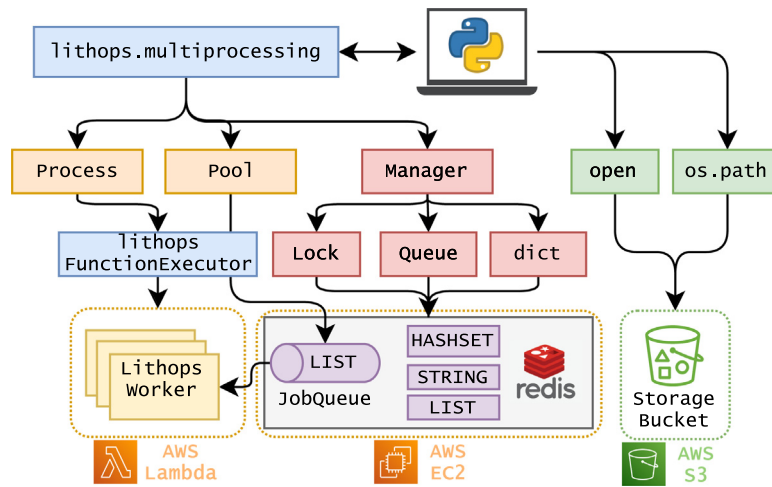 lithops.multiprocessing
Process
Pool
Manager
open
os.path
lithops
FunctionExecutor
Lock
Queue
dict
Lithops
Worker
LIST
JobQueue
HASHSET
STRING
LIST
redis
Storage
Bucket
AWS
Lambda
AWS
EC2
AWS
S3